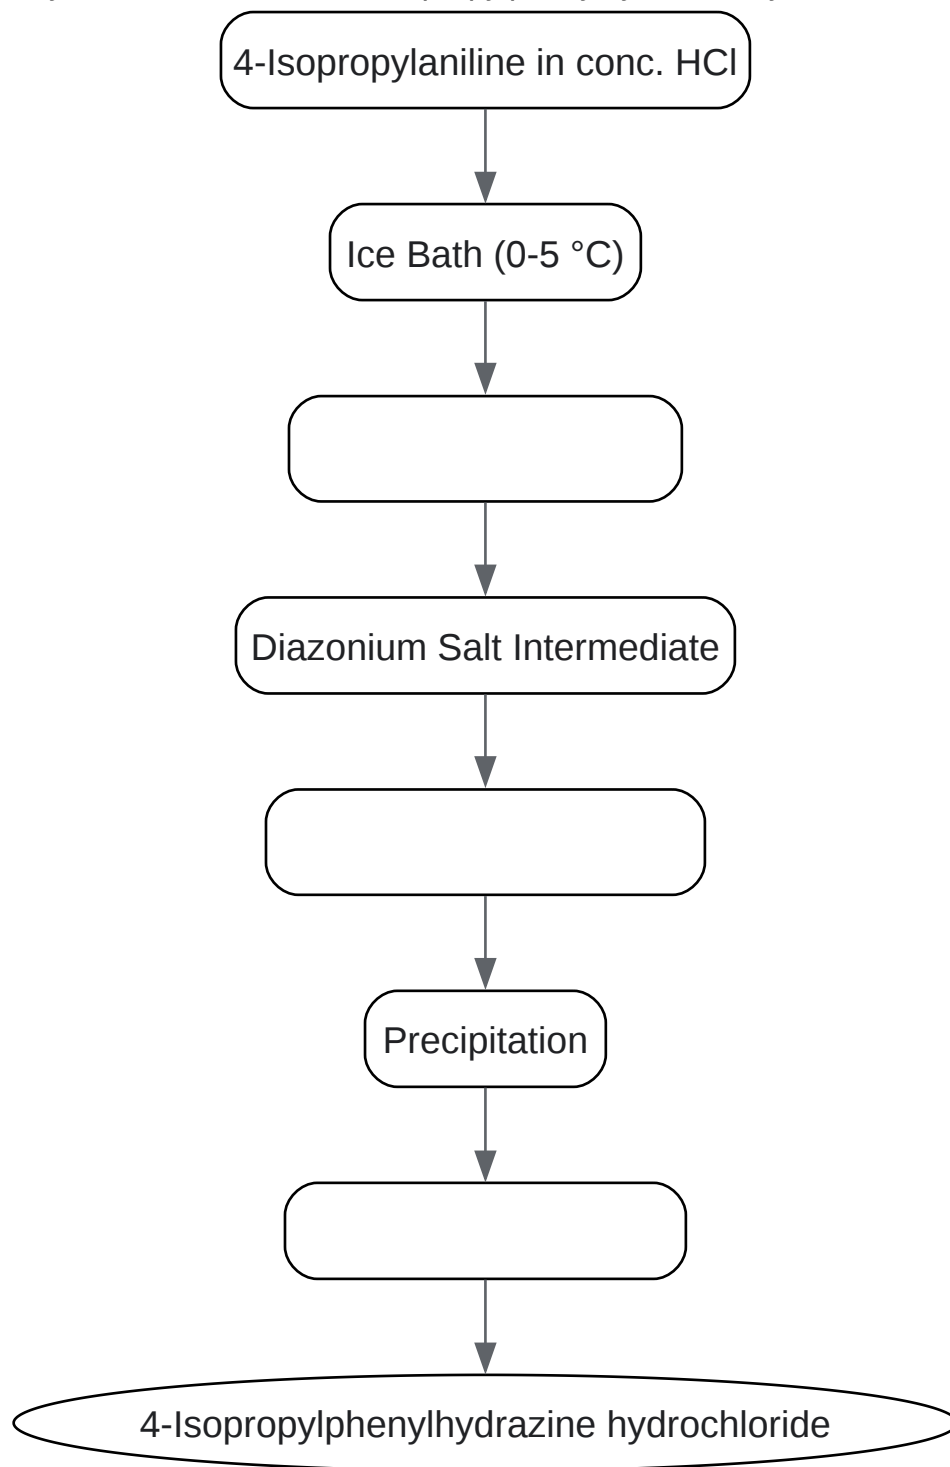 4-Isopropylaniline in conc. HCl
Ice Bath (0-5 °C)
Diazonium Salt Intermediate
Precipitation
4-Isopropylphenylhydrazine hydrochloride